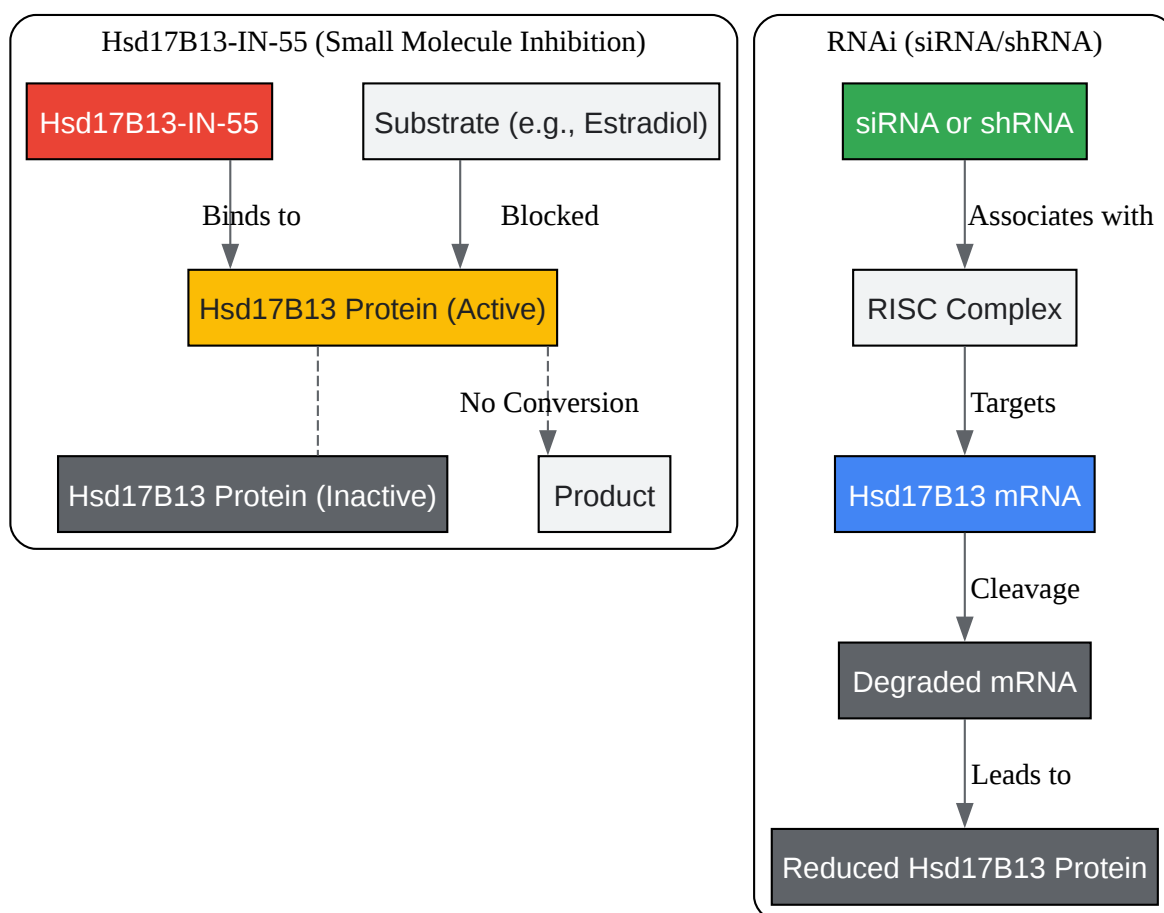 Hsd17B13-IN-55 (Small Molecule Inhibition)
Hsd17B13-IN-55
Substrate (e.g., Estradiol)
Binds to
Blocked
Hsd17B13 Protein (Active)
No Conversion
Hsd17B13 Protein (Inactive)
Product
RNAi (siRNA/shRNA)
siRNA or shRNA
Associates with
RISC Complex
Targets
Hsd17B13 mRNA
Cleavage
Degraded mRNA
Leads to
Reduced Hsd17B13 Protein